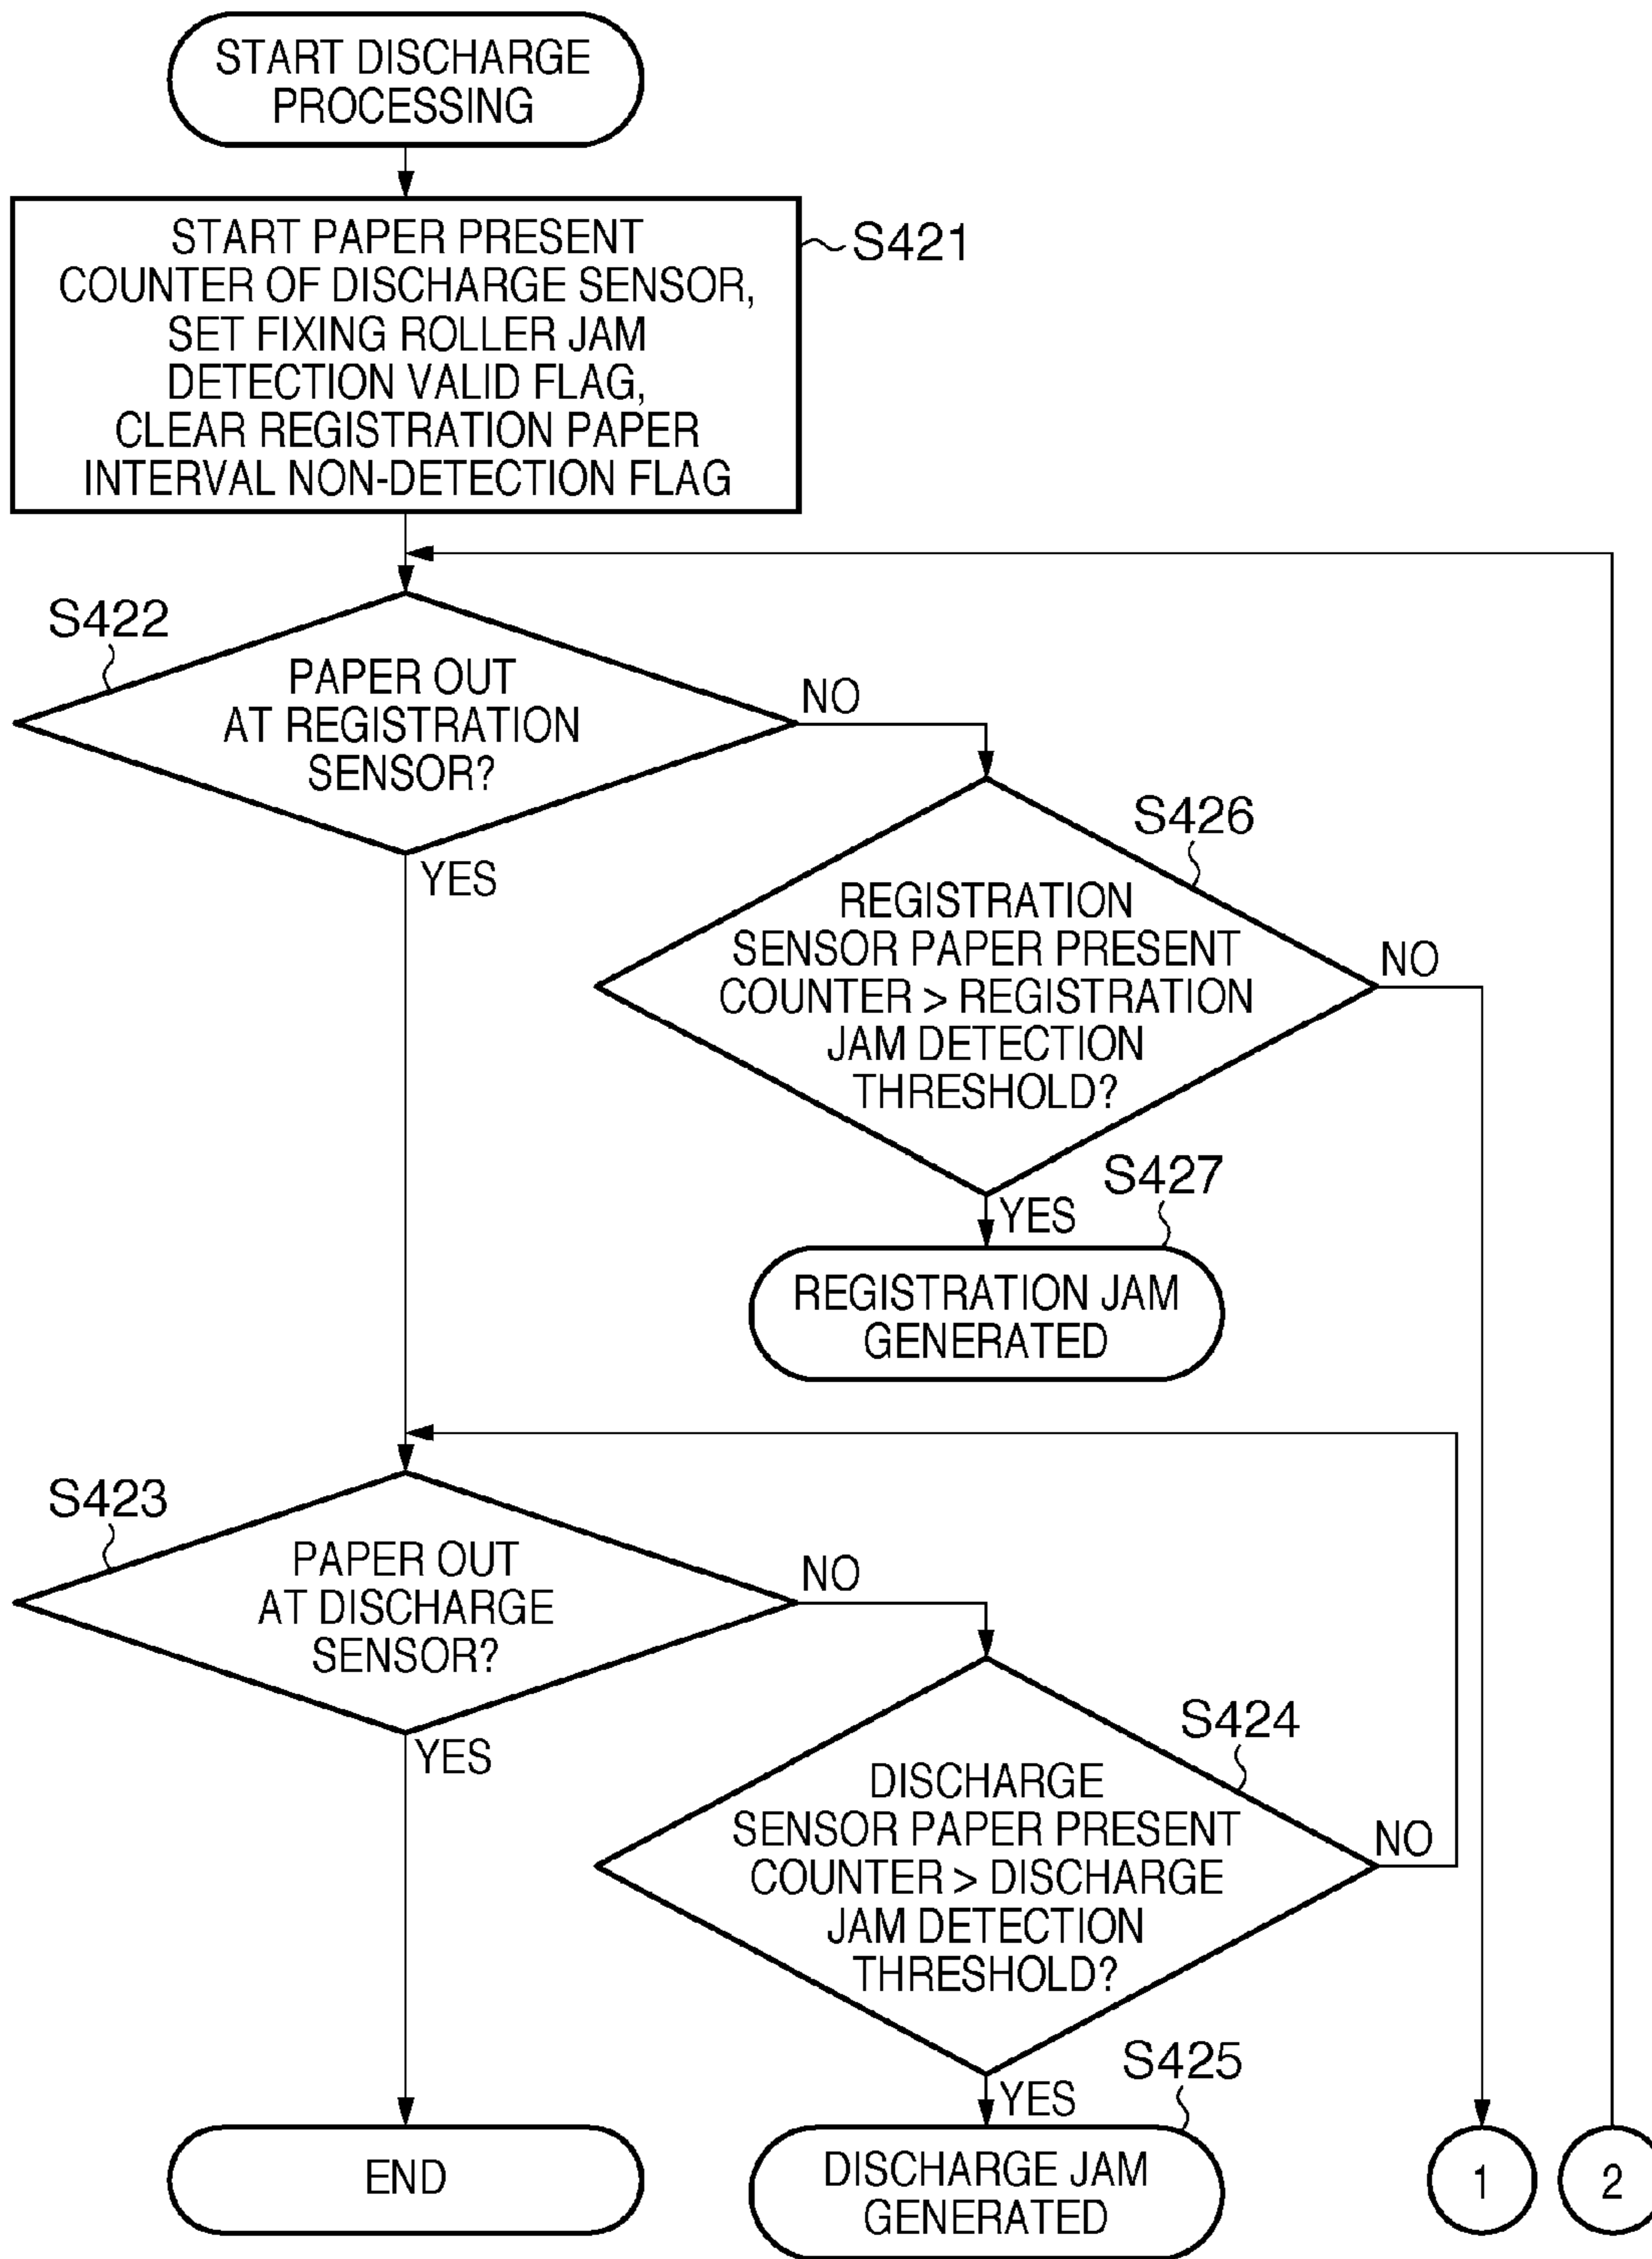 START DISCHARGE
PROCESSING
START PAPER PRESENT
COUNTER OF DISCHARGE SENSOR,
SET FIXING ROLLER JAM
DETECTION VALID FLAG,
CLEAR REGISTRATION PAPER
INTERVAL NON-DETECTION FLAG
S421
S422
PAPER OUT
AT REGISTRATION
SENSOR?
NO
YES
S426
REGISTRATION
SENSOR PAPER PRESENT
COUNTER > REGISTRATION
JAM DETECTION
THRESHOLD?
NO
YES
S427
REGISTRATION JAM
GENERATED
S423
PAPER OUT
AT DISCHARGE
SENSOR?
NO
YES
S424
DISCHARGE
SENSOR PAPER PRESENT
COUNTER > DISCHARGE
JAM DETECTION
THRESHOLD?
NO
YES
S425
END
DISCHARGE JAM
GENERATED
1
2